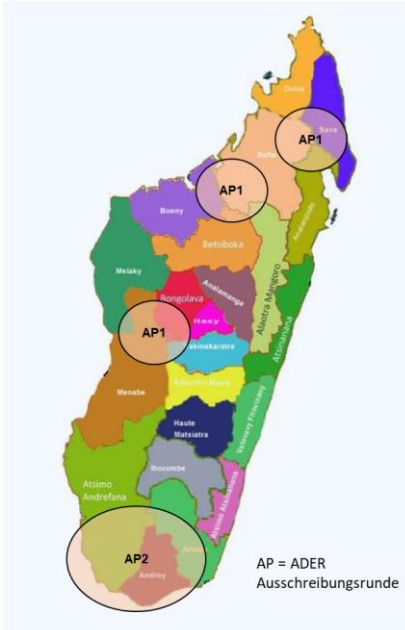 Diana
Sava
AP1
Sofia
AP1
Analanjirofo
Boeny
Betsiboka
Melaky
Analamanga
Alaotra Mangoro
Bongolava
Itasy
AP1
akinakaratra
Atsinanana
Menabe
Amoron'i Mania
Haute
Matsiatra
Vatovavy Fitovinany
Ihorombe
Atsimo
Andrefana
Atsimo Atsinanana
Anosy
AP2
Androy
AP = ADER
Ausschreibungsrunde